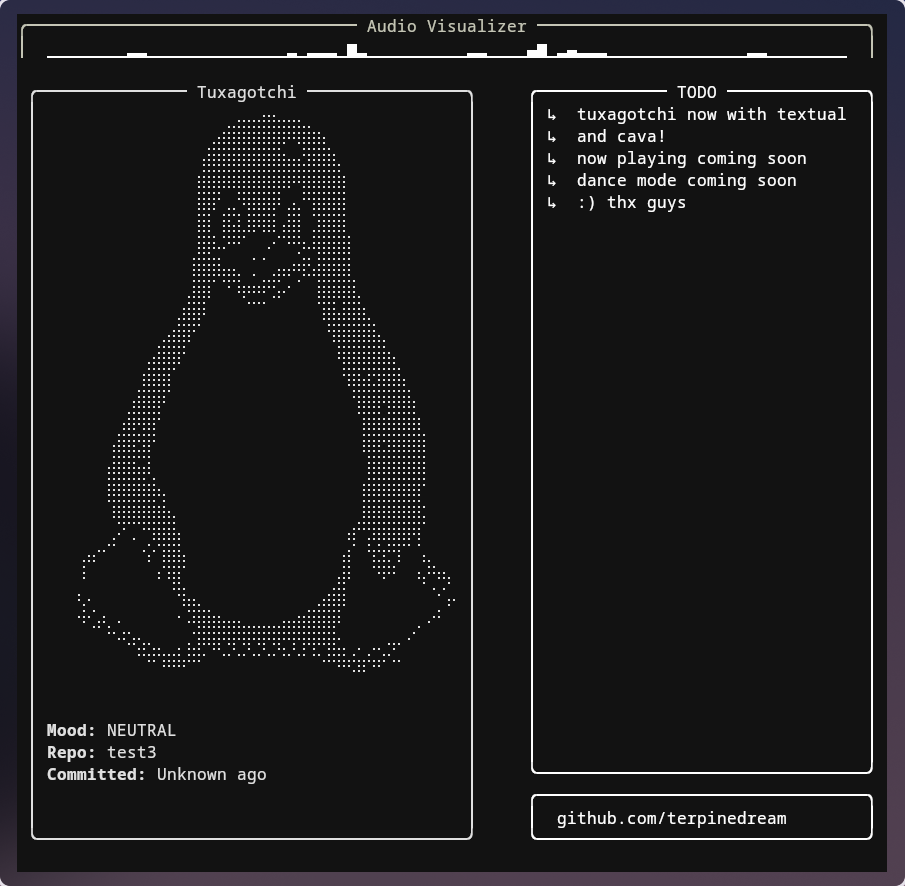 Audio Visualizer
Tuxagotchi
Mood: NEUTRAL
Repo: test3
Committed: Unknown ago
TODO
↳ tuxagotchi now with textual
↳ and cava!
↳ now playing coming soon
↳ dance mode coming soon
↳ :) thx guys
github.com/terpinedream